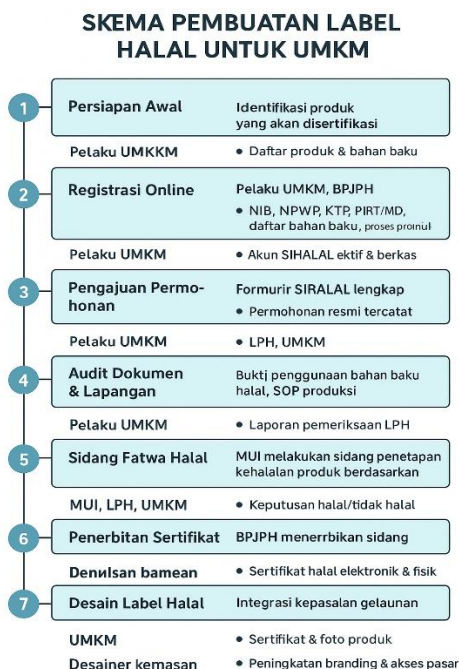 SKEMA PEMBUATAN LABEL
HALAL UNTUK UMKM
1
Persiapan Awal
Identifikasi produk
yang akan disertifikasi
Pelaku UMKKM
• Daftar produk & bahan baku
2
Registrasi Online
Pelaku UMKM, BPJPH
• NIB, NPWP, KTP, PIRT/MD,
daftar bahan baku, proses
Pelaku UMKM
• Akun SIHALAL ektif & berkas
3
Pengajuan Permo-
honan
Formurir SIRALAL lengkap
• Permohonan resmi tercatat
Pelaku UMKM
• LPH, UMKM
4
Audit Dokumen
& Lapangan
Bukti penggunaan bahan baku
halal, SOP produksi
Pelaku UMKM
• Laporan pemeriksaan LPH
5
Sidang Fatwa Halal
MUI melakukan sidang penetapan
kehalalan produk berdasarkan
MUI, LPH, UMKM
• Keputusan halal/tidak halal
6
Penerbitan Sertifikat
BPJPH menerrbikan sidang
bamean
• Sertifikat halal elektronik & fisik
7
Desain Label Halal
Integrasi kepasalan gelaunan
UMKM
• Sertifikat & foto produk
Desainer kemasan
• Peningkatan branding & akses pasar